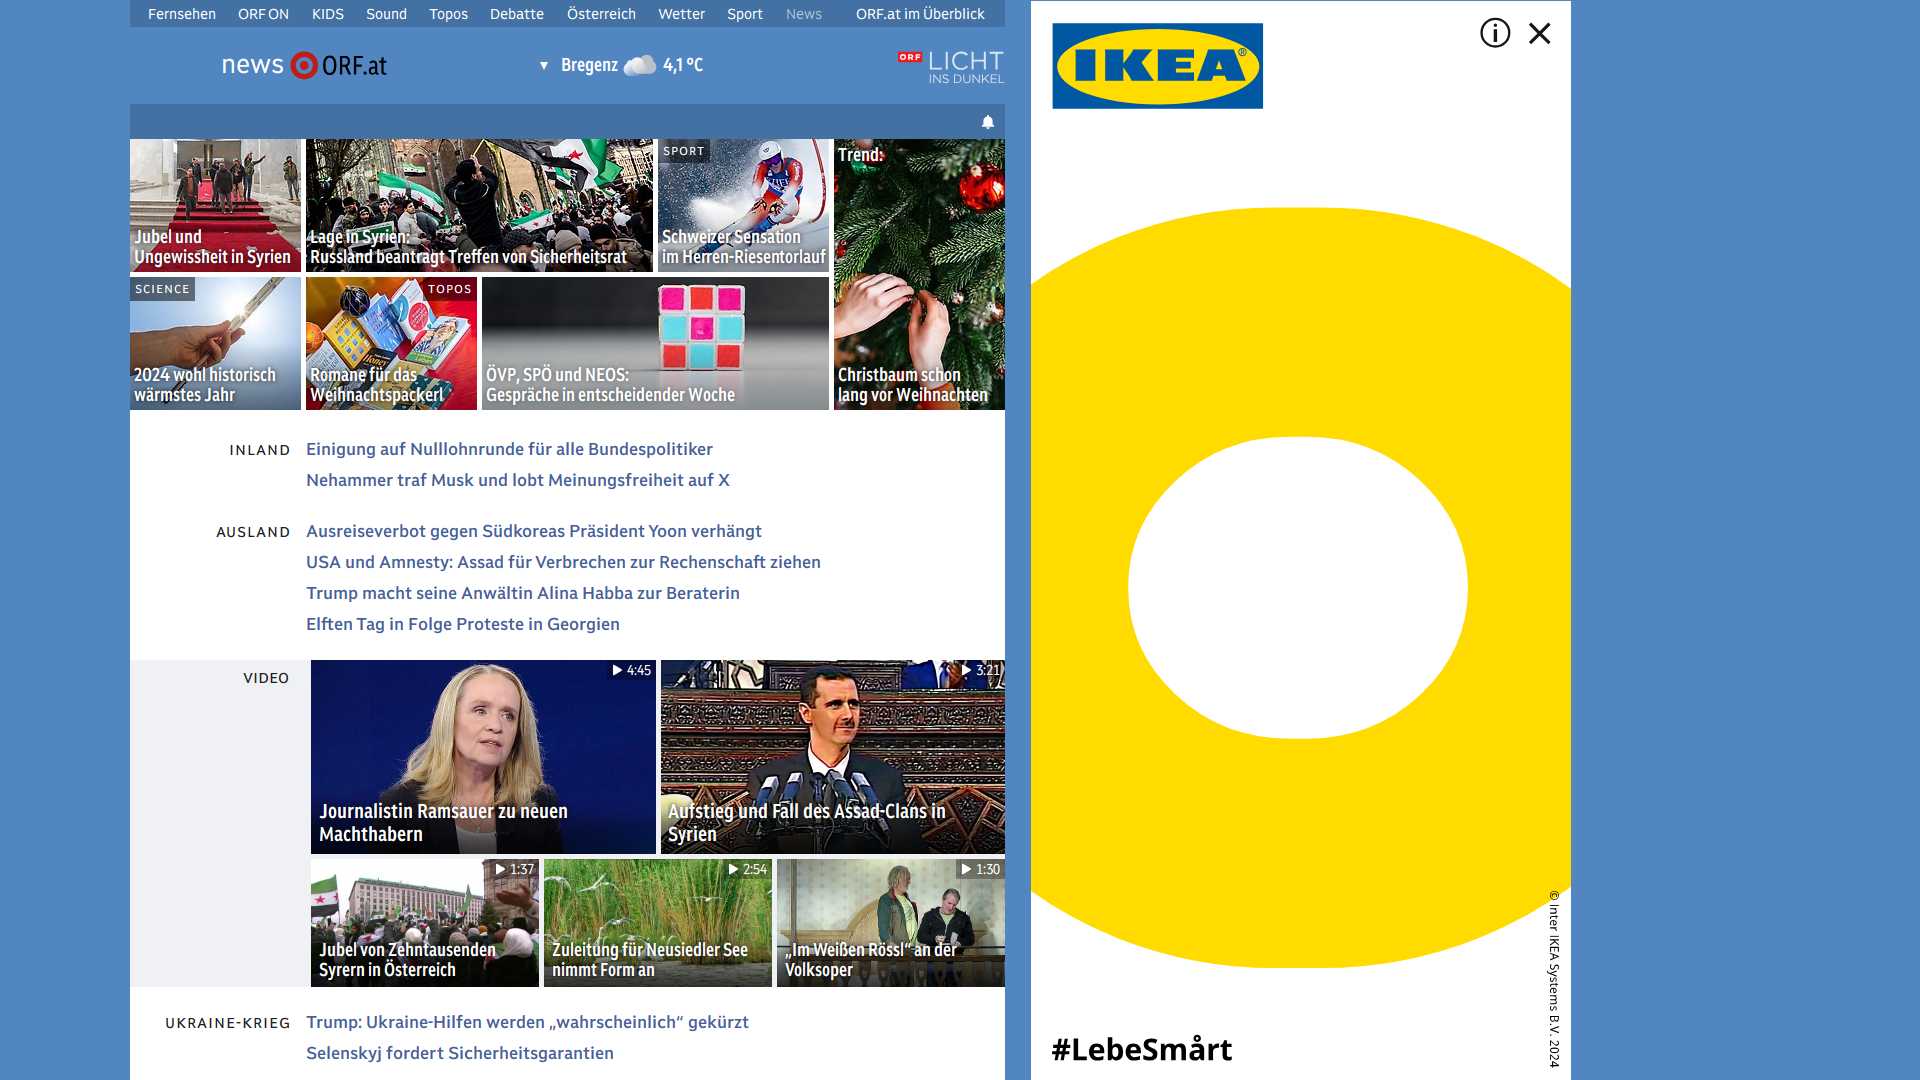 Fernsehen ORF ON KIDS Sound Topos Debatte Österreich Wetter Sport News ORF.at im Überblick
news ORF.at
Bregenz 4,1 °C
ORF LICHT
INS DUNKEL
Jubel und
Ungewissheit in Syrien
Lage in Syrien:
Russland beantragt Treffen von Sicherheitsrat
SPORT
Schweizer Sensation
im Herren-Riesentorlauf
Trend:
Christbaum schon
lang vor Weihnachten
SCIENCE
2024 wohl historisch
wärmstes Jahr
TOPOS
Romane für das
Weihnachtspackerl
ÖVP, SPÖ und NEOS:
Gespräche in entscheidender Woche
INLAND
Einigung auf Nulllohnrunde für alle Bundespolitiker
Nehammer traf Musk und lobt Meinungsfreiheit auf X
AUSLAND
Ausreiseverbot gegen Südkoreas Präsident Yoon verhängt
USA und Amnesty: Assad für Verbrechen zur Rechenschaft ziehen
Trump macht seine Anwältin Alina Habba zur Beraterin
Elften Tag in Folge Proteste in Georgien
VIDEO
4:45
Journalistin Ramsauer zu neuen
Machthabern
3:21
Aufstieg und Fall des Assad-Clans in
Syrien
1:37
Jubel von Zehntausenden
Syrern in Österreich
2:54
Zuleitung für Neusiedler See
nimmt Form an
1:30
„Im Weißen Rössl“ an der
Volksoper
UKRAINE-KRIEG
Trump: Ukraine-Hilfen werden „wahrscheinlich“ gekürzt
Selenskyj fordert Sicherheitsgarantien
IKEA®
#LebeSmårt
© Inter IKEA Systems B.V. 2024